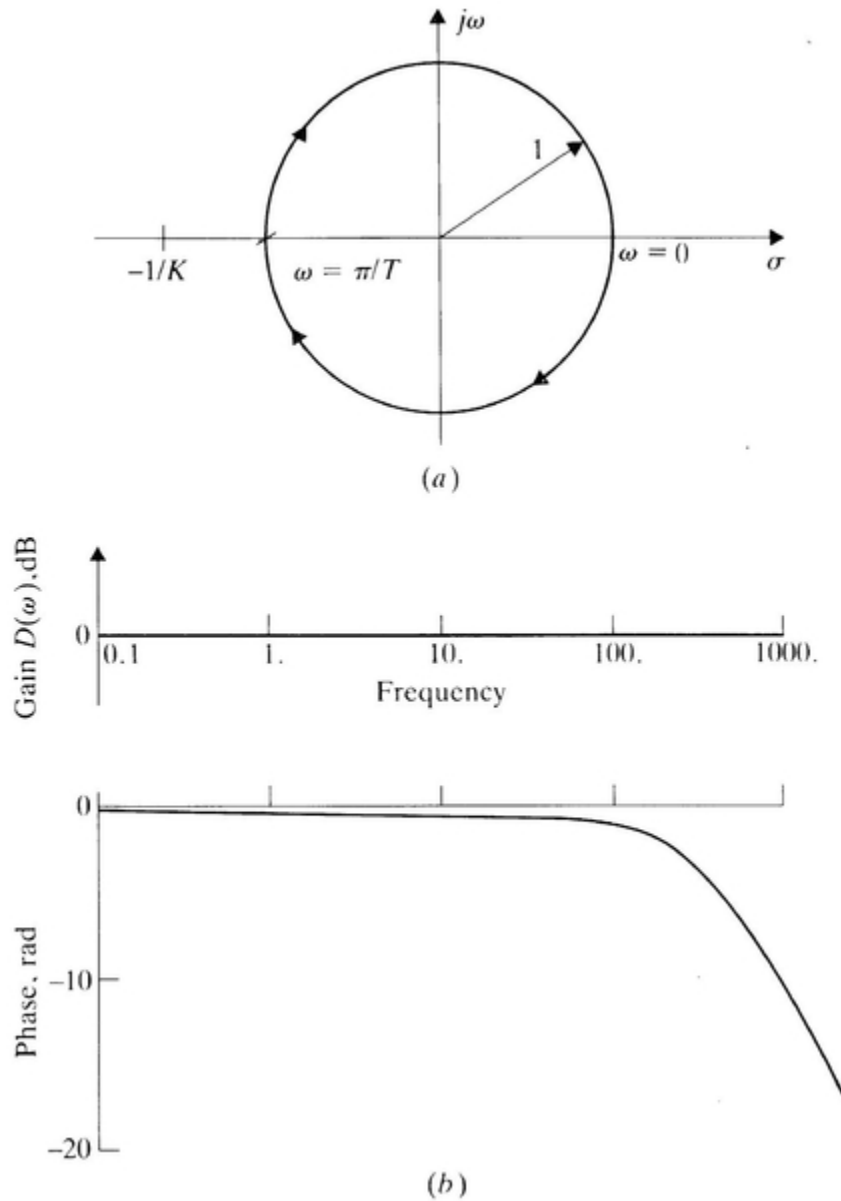 jω
1
−1/K
ω = π/T
ω = 0
σ
(a)
Gain D(ω),dB
0
0.1
1.
10.
100.
1000.
Frequency
0
Phase, rad
−10
−20
(b)